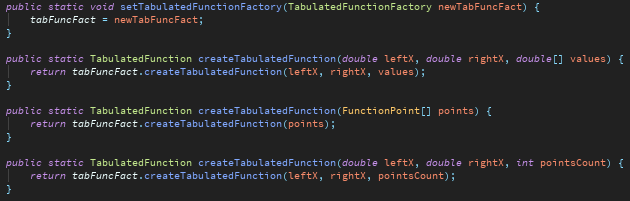 public static void setTabulatedFunctionFactory(TabulatedFunctionFactory newTabFuncFact) {
    tabFuncFact = newTabFuncFact;
}

public static TabulatedFunction createTabulatedFunction(double leftX, double rightX, double[] values) {
    return tabFuncFact.createTabulatedFunction(leftX, rightX, values);
}

public static TabulatedFunction createTabulatedFunction(FunctionPoint[] points) {
    return tabFuncFact.createTabulatedFunction(points);
}

public static TabulatedFunction createTabulatedFunction(double leftX, double rightX, int pointsCount) {
    return tabFuncFact.createTabulatedFunction(leftX, rightX, pointsCount);
}